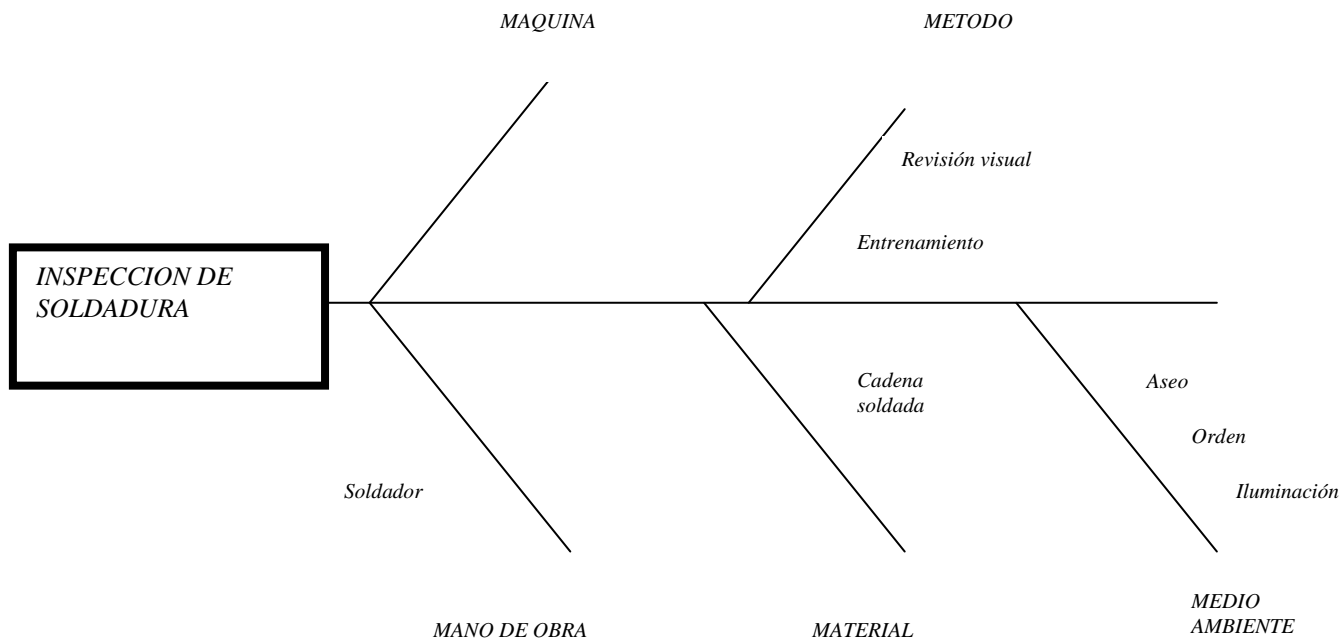 MAQUINA
METODO
Revisión visual
Entrenamiento
INSPECCION DE
SOLDADURA
Cadena
soldada
Aseo
Orden
Iluminación
Soldador
MANO DE OBRA
MATERIAL
MEDIO
AMBIENTE